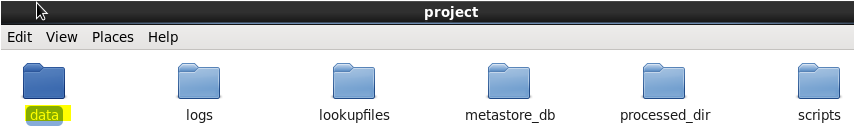 project
Edit View Places Help
data logs lookupfiles metastore_db processed_dir scripts